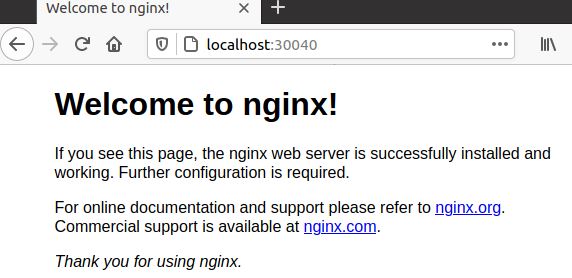 Welcome to nginx!
localhost:30040
Welcome to nginx!
If you see this page, the nginx web server is successfully installed and
working. Further configuration is required.
For online documentation and support please refer to nginx.org.
Commercial support is available at nginx.com.
Thank you for using nginx.